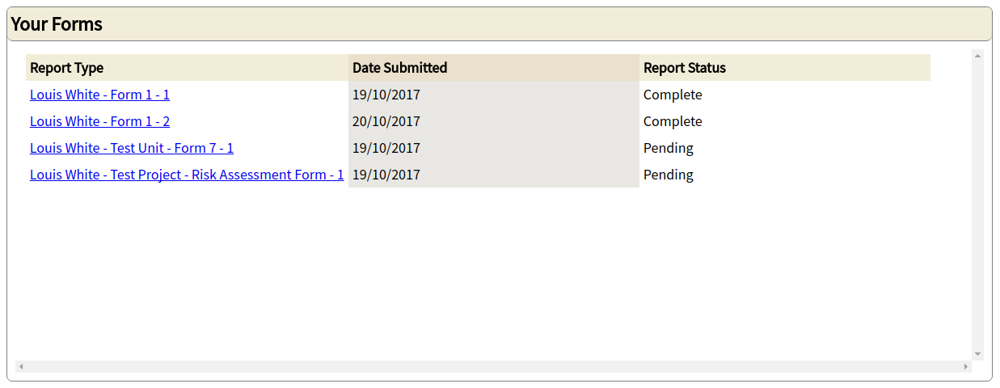 Your Forms
Report Type Date Submitted Report Status
Louis White - Form 1 - 1 19/10/2017 Complete
Louis White - Form 1 - 2 20/10/2017 Complete
Louis White - Test Unit - Form 7 - 1 19/10/2017 Pending
Louis White - Test Project - Risk Assessment Form - 1 19/10/2017 Pending